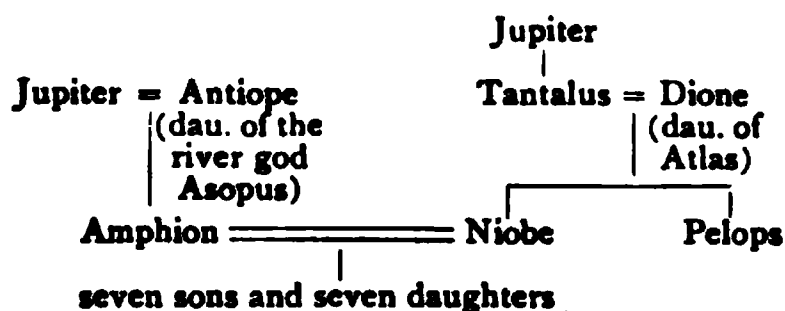 Jupiter
Jupiter = Antiope
(dau. of the
river god
Asopus)
Tantalus = Dione
(dau. of
Atlas)
Amphion Niobe Pelops
seven sons and seven daughters